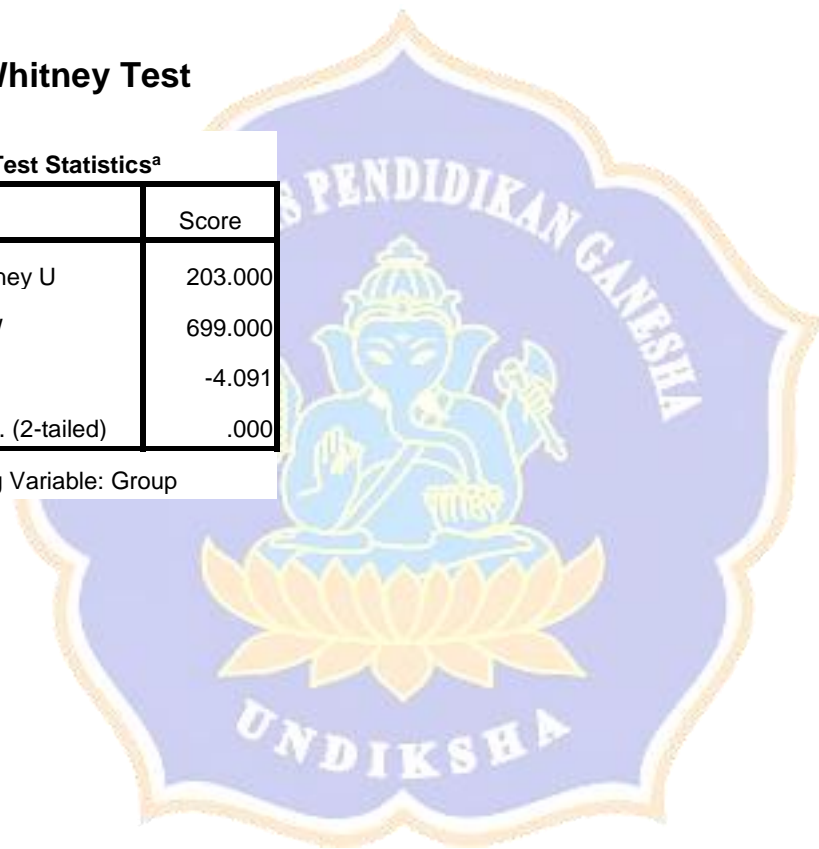 Whitney Test
Test Statisticsᵃ
Score
ney U 203.000
699.000
-4.091
. (2-tailed) .000
Variable: Group
S PENDIDIKAN GANESHA
UNDIKSHA